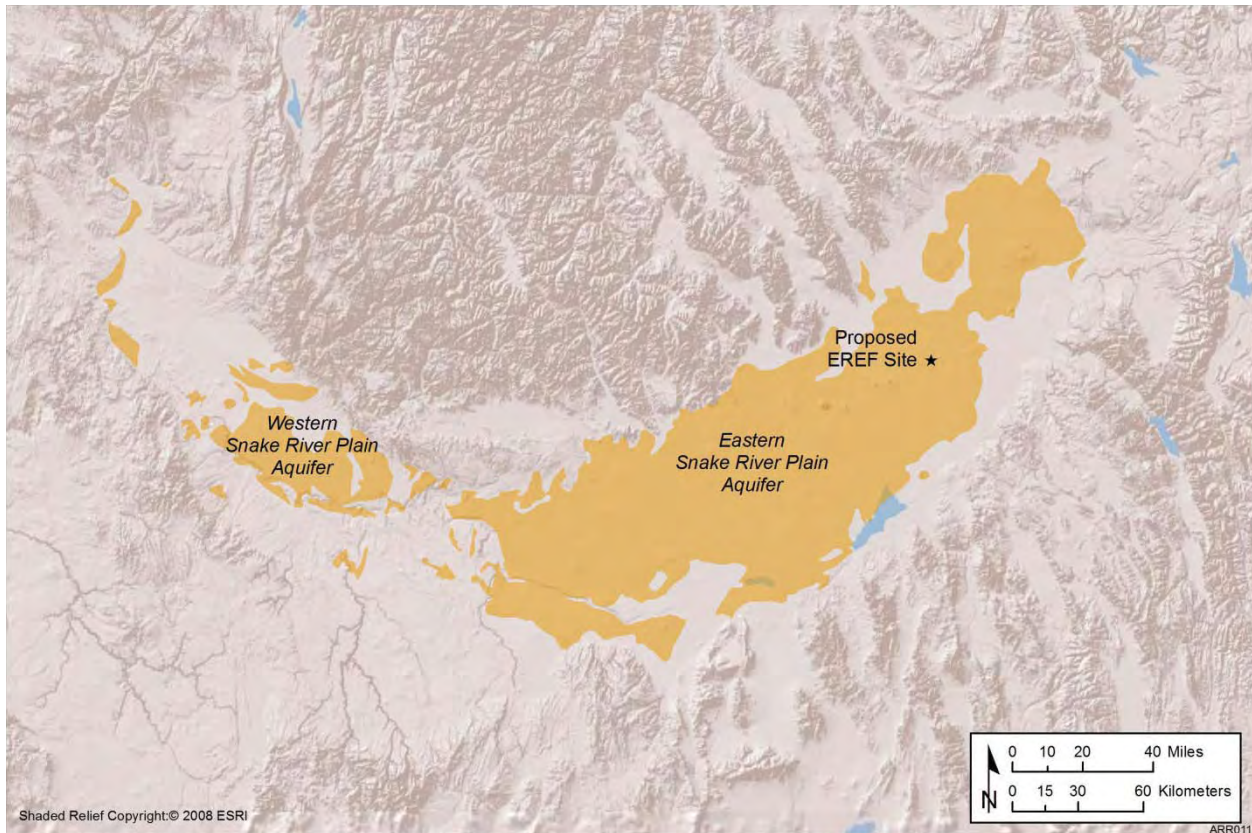 Proposed
EREF Site ★
Western
Snake River Plain
Aquifer
Eastern
Snake River Plain
Aquifer
0 10 20 40 Miles
N
0 15 30 60 Kilometers
Shaded Relief Copyright:© 2008 ESRI
ARR011